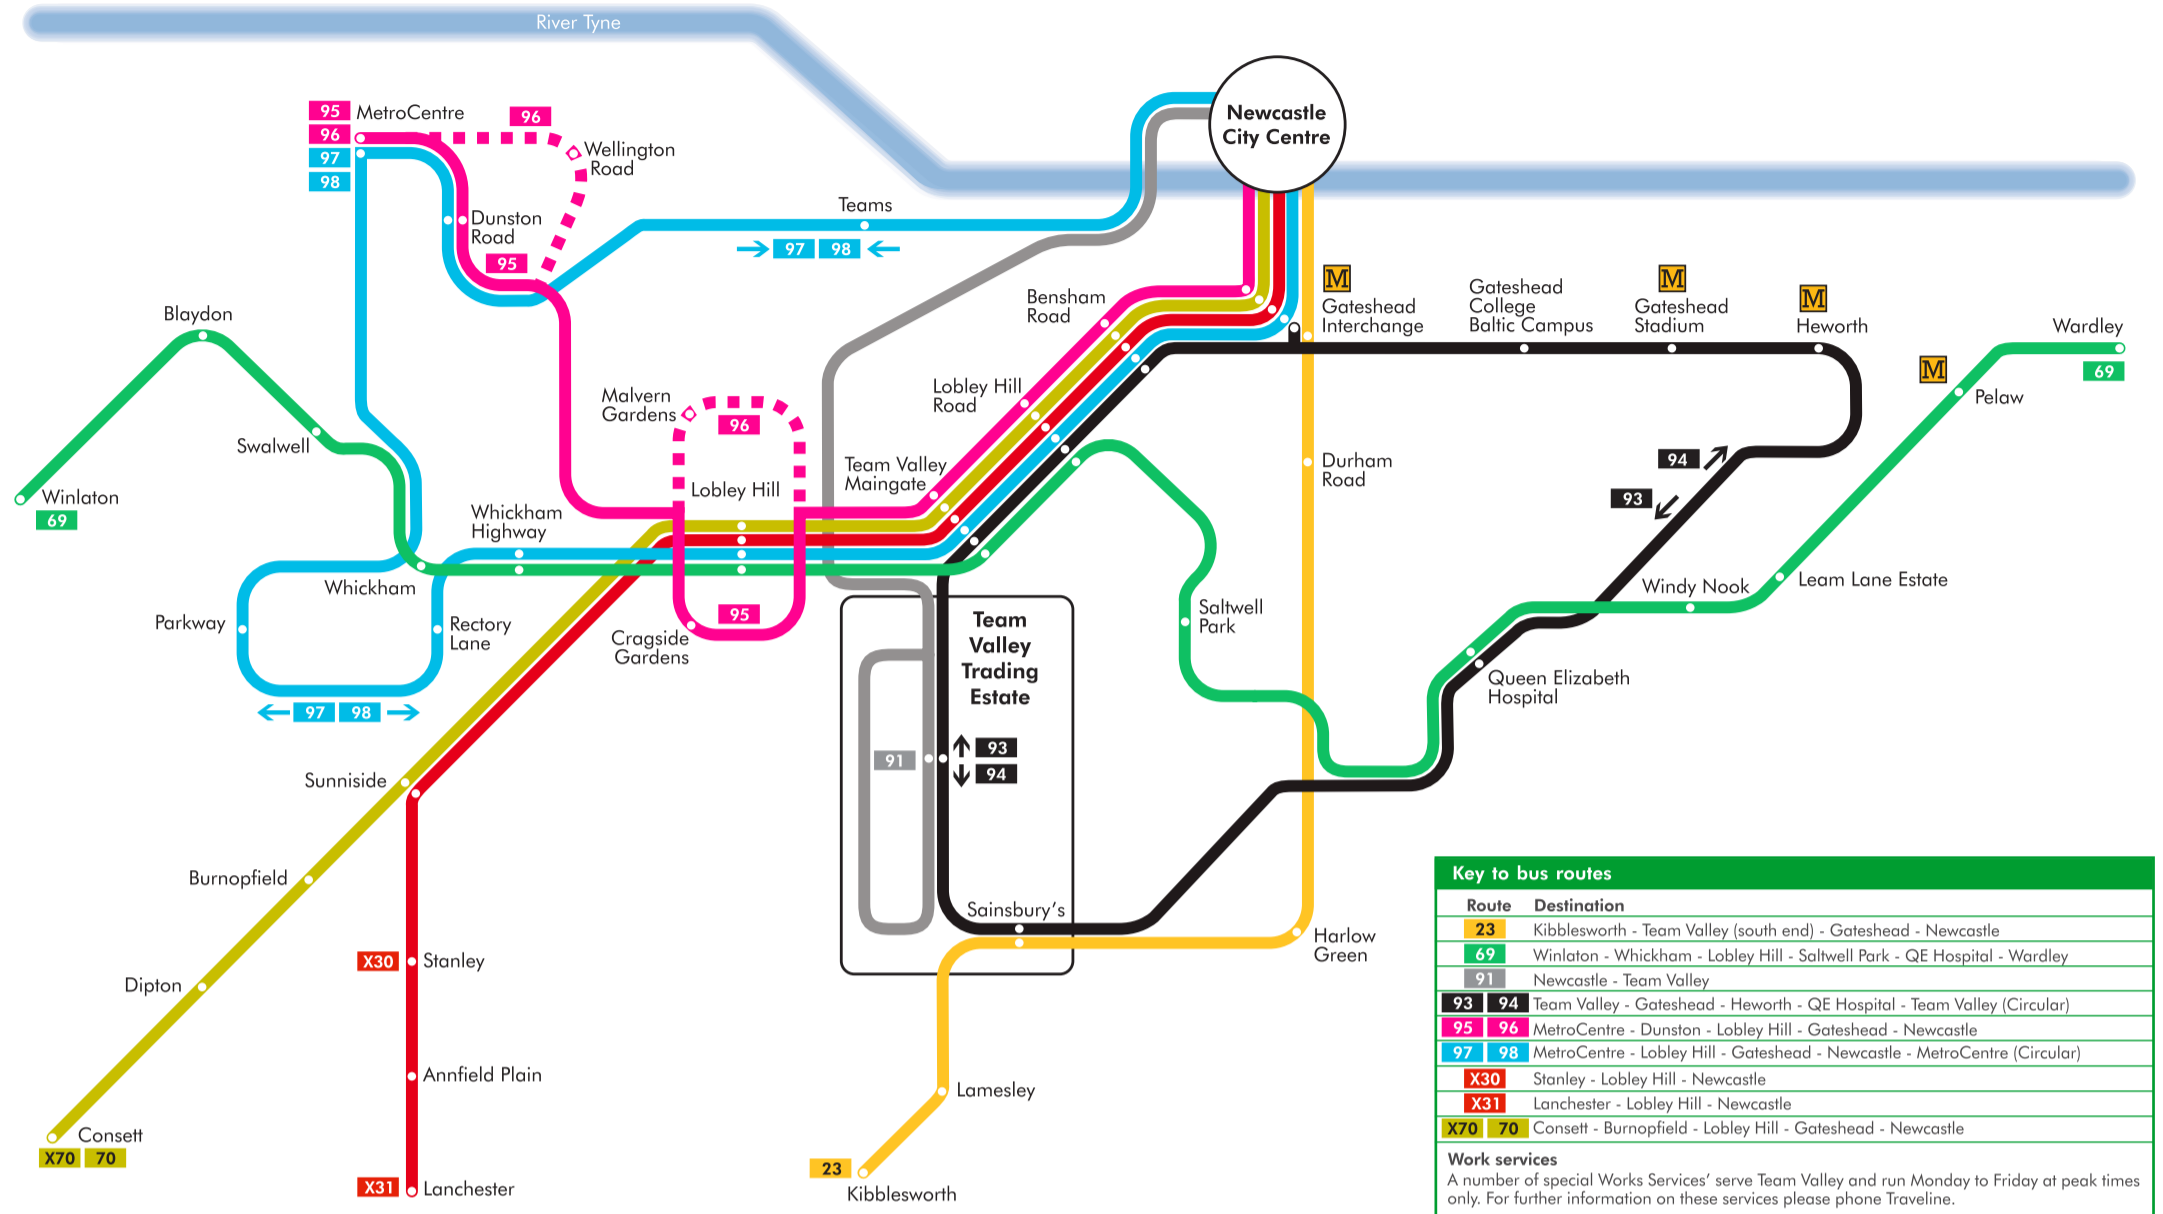 River Tyne
95
MetroCentre
96
96
97
98
Wellington
Road
Newcastle
City Centre
Dunston
Road
95
Teams
97 98
M
M
M
Gateshead
Interchange
Gateshead
College
Baltic Campus
Gateshead
Stadium
Heworth
Wardley
69
M
Pelaw
Blaydon
Bensham
Road
Swalwell
Malvern
Gardens
96
Lobley Hill
Road
Winlaton
69
Team Valley
Maingate
Lobley Hill
Durham
Road
94
93
Whickham
Highway
Whickham
Parkway
Rectory
Lane
97 98
95
Cragside
Gardens
Team
Valley
Trading
Estate
Saltwell
Park
Windy Nook
Leam Lane Estate
Queen Elizabeth
Hospital
91
93
94
Sunniside
Burnopfield
Sainsbury's
Harlow
Green
X30
Stanley
Dipton
Annfield Plain
Lamesley
Consett
X70 70
X31
Lanchester
23
Kibblesworth
Key to bus routes
Route Destination
23 Kibblesworth - Team Valley (south end) - Gateshead - Newcastle
69 Winlaton - Whickham - Lobley Hill - Saltwell Park - QE Hospital - Wardley
91 Newcastle - Team Valley
93 94 Team Valley - Gateshead - Heworth - QE Hospital - Team Valley (Circular)
95 96 MetroCentre - Dunston - Lobley Hill - Gateshead - Newcastle
97 98 MetroCentre - Lobley Hill - Gateshead - Newcastle - MetroCentre (Circular)
X30 Stanley - Lobley Hill - Newcastle
X31 Lanchester - Lobley Hill - Newcastle
X70 70 Consett - Burnopfield - Lobley Hill - Gateshead - Newcastle
Work services
A number of special Works Services' serve Team Valley and run Monday to Friday at peak times
only. For further information on these services please phone Traveline.